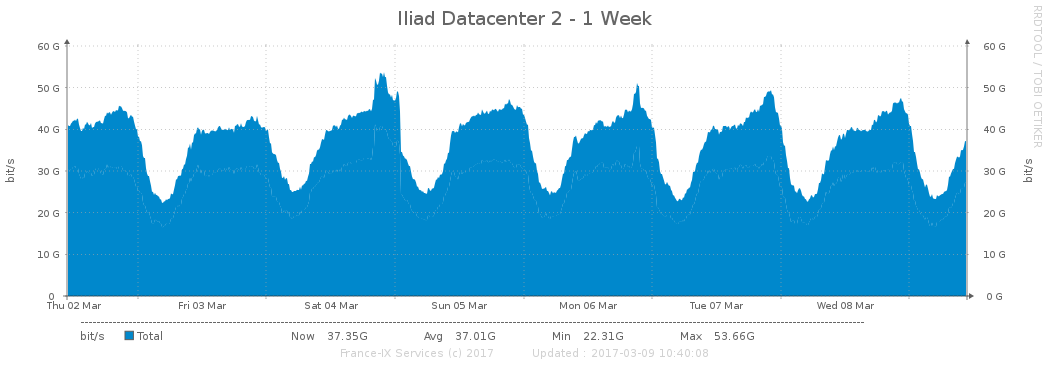 Iliad Datacenter 2 - 1 Week
RRDTOOL / TOBI OETIKER
bit/s
60 G 60 G
50 G 50 G
40 G 40 G
30 G 30 G
20 G 20 G
10 G 10 G
0 0 G
bit/s
Thu 02 Mar Fri 03 Mar Sat 04 Mar Sun 05 Mar Mon 06 Mar Tue 07 Mar Wed 08 Mar
bit/s Total Now 37.35G Avg 37.01G Min 22.31G Max 53.66G
France-IX Services (c) 2017 Updated : 2017-03-09 10:40:08